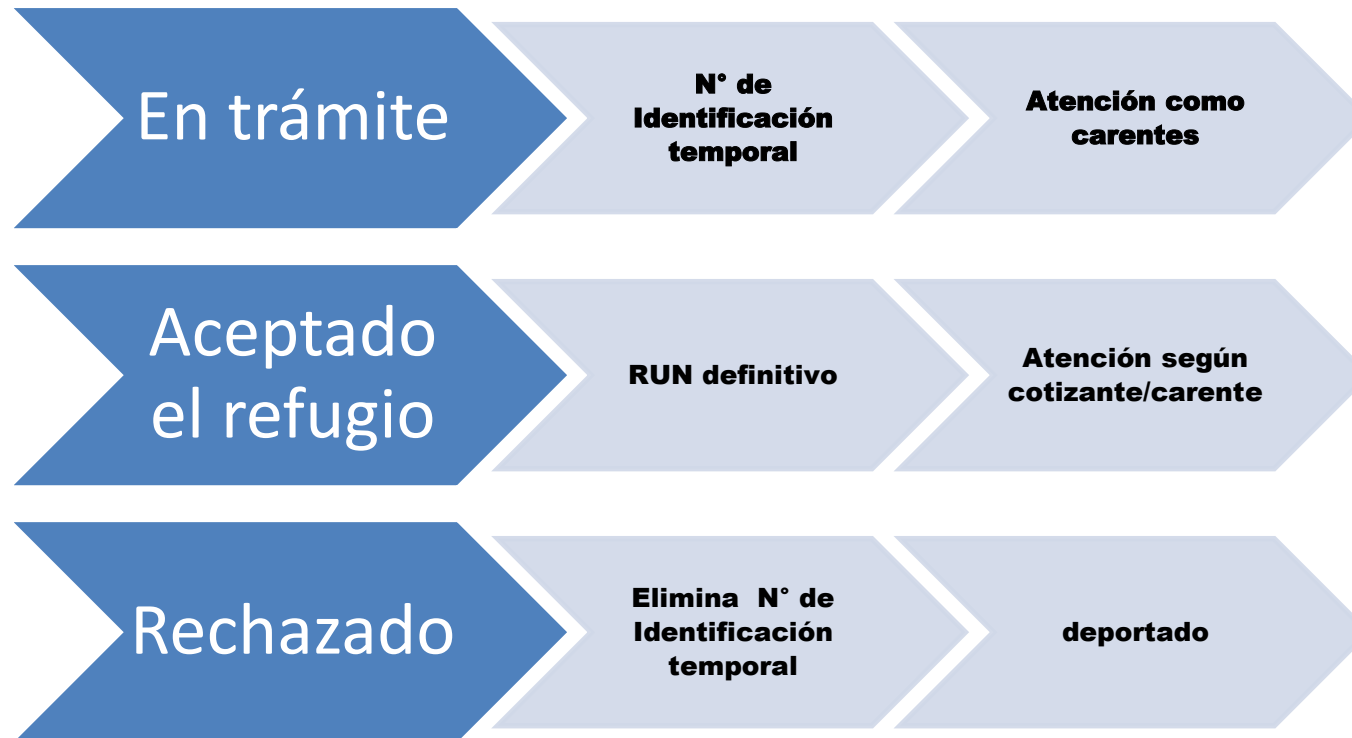 En trámite
N° de
Identificación
temporal
Atención como
carentes
Aceptado
el refugio
RUN definitivo
Atención según
cotizante/carente
Rechazado
Elimina N° de
Identificación
temporal
deportado